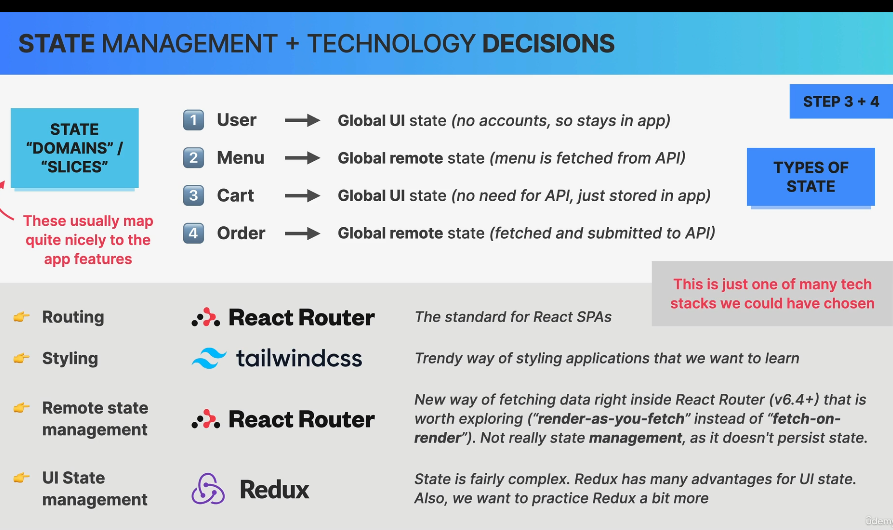 STATE MANAGEMENT + TECHNOLOGY DECISIONS
STEP 3 + 4
STATE
“DOMAINS” /
“SLICES”
1 User Global UI state (no accounts, so stays in app)
2 Menu Global remote state (menu is fetched from API)
3 Cart Global UI state (no need for API, just stored in app)
4 Order Global remote state (fetched and submitted to API)
TYPES OF
STATE
These usually map
quite nicely to the
app features
This is just one of many tech
stacks we could have chosen
Routing
React Router
The standard for React SPAs
Styling
tailwindcss
Trendy way of styling applications that we want to learn
Remote state
management
React Router
New way of fetching data right inside React Router (v6.4+) that is
worth exploring (“render-as-you-fetch” instead of “fetch-on-
render”). Not really state management, as it doesn't persist state.
UI State
management
Redux
State is fairly complex. Redux has many advantages for UI state.
Also, we want to practice Redux a bit more